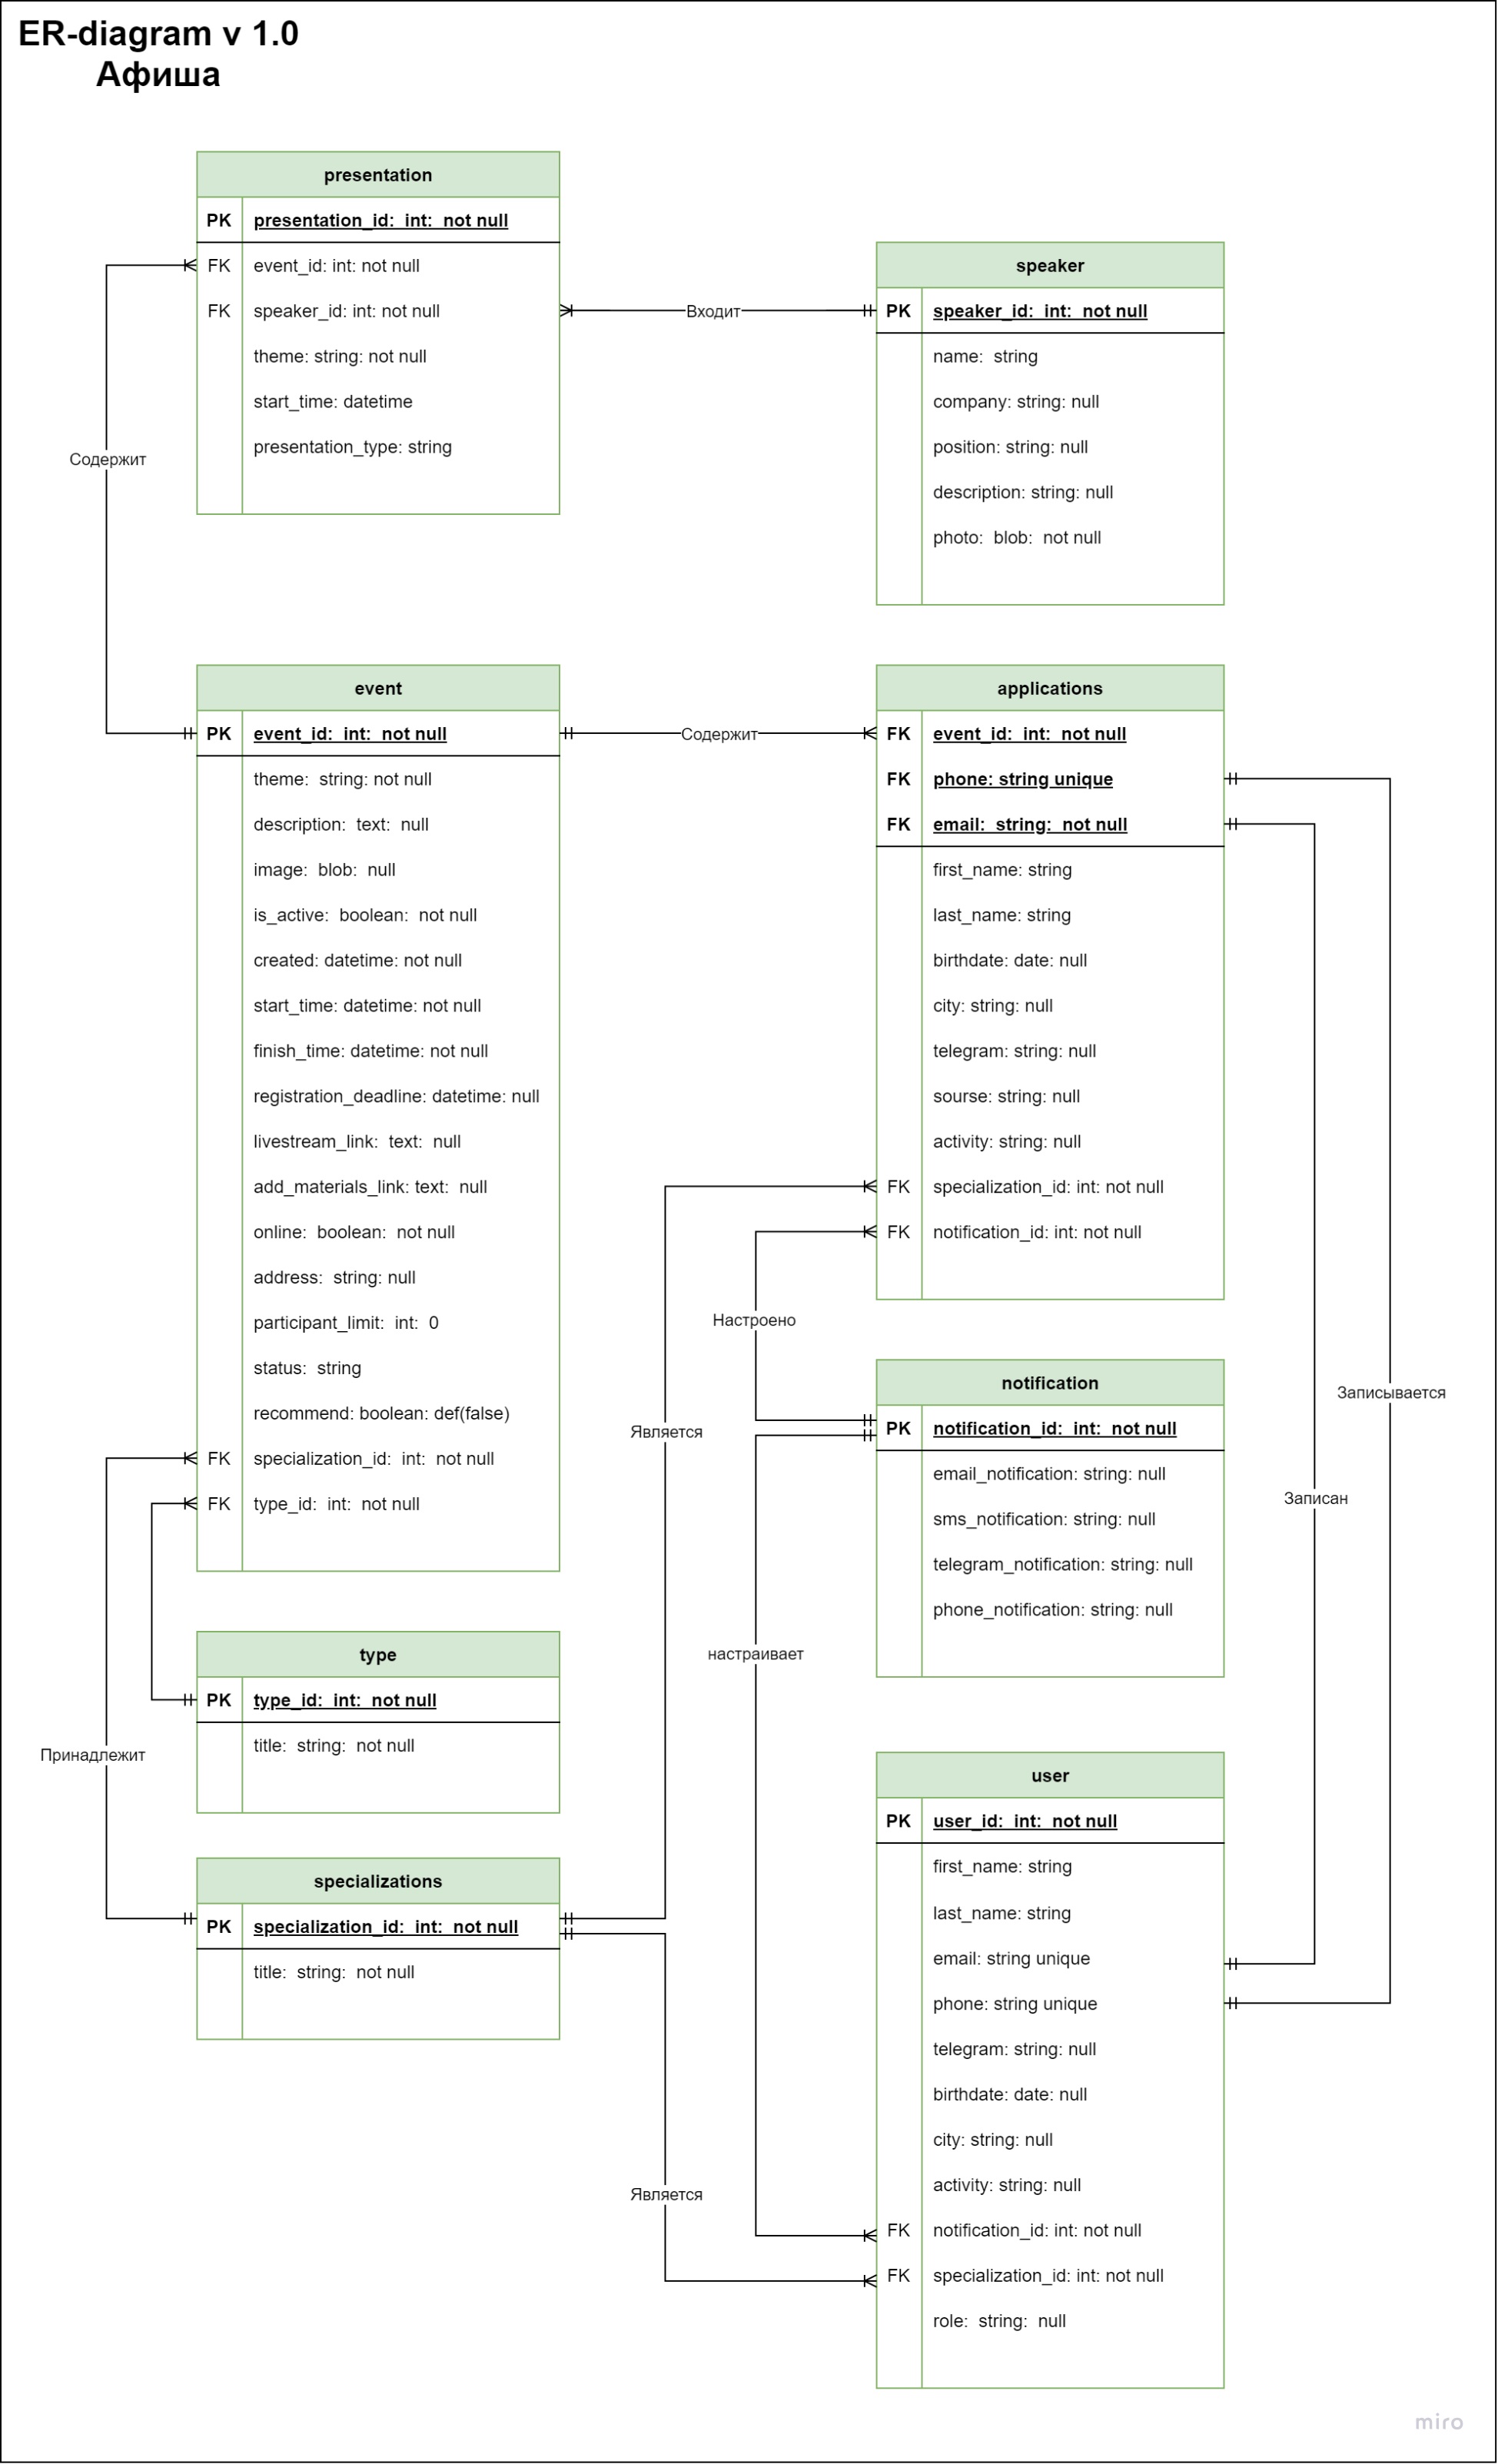 ER-diagram v 1.0
Афиша
presentation
PK presentation_id: int: not null
FK event_id: int: not null
FK speaker_id: int: not null
theme: string: not null
start_time: datetime
presentation_type: string
Входит
speaker
PK speaker_id: int: not null
name: string
company: string: null
position: string: null
description: string: null
photo: blob: not null
Содержит
event
PK event_id: int: not null
theme: string: not null
description: text: null
image: blob: null
is_active: boolean: not null
created: datetime: not null
start_time: datetime: not null
finish_time: datetime: not null
registration_deadline: datetime: null
livestream_link: text: null
add_materials_link: text: null
online: boolean: not null
address: string: null
participant_limit: int: 0
status: string
recommend: boolean: def(false)
FK specialization_id: int: not null
FK type_id: int: not null
Содержит
applications
FK event_id: int: not null
FK phone: string unique
FK email: string: not null
first_name: string
last_name: string
birthdate: date: null
city: string: null
telegram: string: null
sourse: string: null
activity: string: null
FK specialization_id: int: not null
FK notification_id: int: not null
Настроено
Является
Записывается
Записан
notification
PK notification_id: int: not null
email_notification: string: null
sms_notification: string: null
telegram_notification: string: null
phone_notification: string: null
настраивает
type
PK type_id: int: not null
title: string: not null
Принадлежит
specializations
PK specialization_id: int: not null
title: string: not null
Является
user
PK user_id: int: not null
first_name: string
last_name: string
email: string unique
phone: string unique
telegram: string: null
birthdate: date: null
city: string: null
activity: string: null
FK notification_id: int: not null
FK specialization_id: int: not null
role: string: null
miro